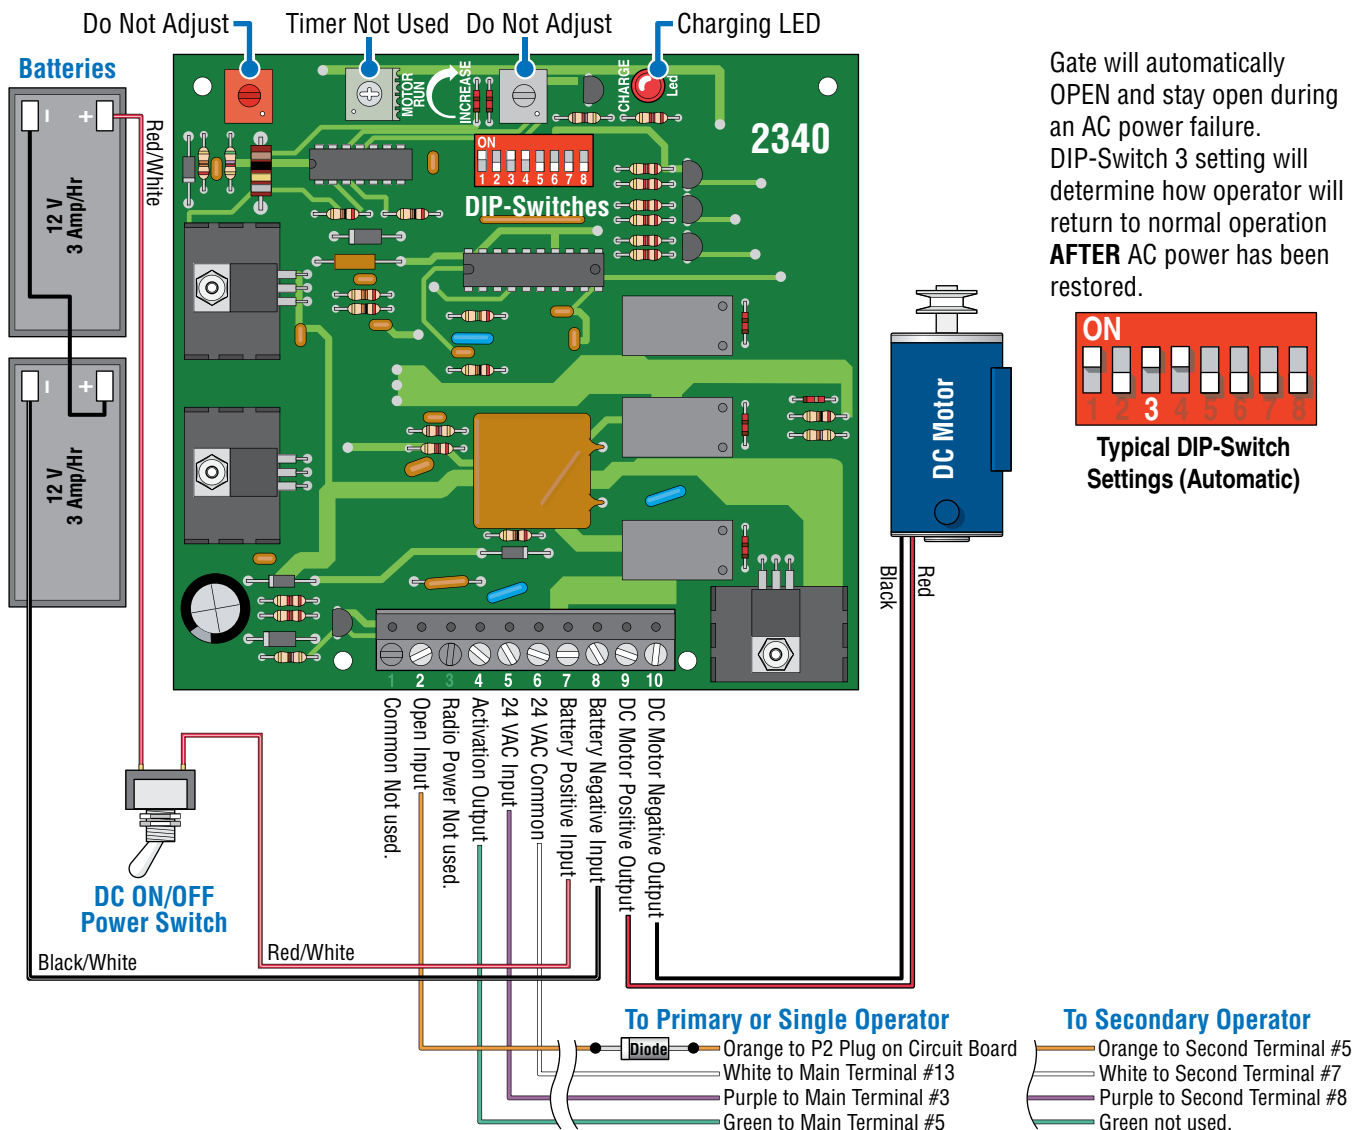 Do Not Adjust
Timer Not Used
Do Not Adjust
Charging LED
Batteries
Red/White
- +
12 V
3 Amp/Hr
- +
12 V
3 Amp/Hr
MOTOR
RUN
INCREASE
CHARGE
Led
2340
ON
1 2 3 4 5 6 7 8
DIP-Switches
Gate will automatically
OPEN and stay open during
an AC power failure.
DIP-Switch 3 setting will
determine how operator will
return to normal operation
AFTER AC power has been
restored.
ON
1 2 3 4 5 6 7 8
Typical DIP-Switch
Settings (Automatic)
DC Motor
Black
Red
1 2 3 4 5 6 7 8 9 10
Common Not used.
Open Input
Radio Power Not used.
Activation Output
24 VAC Input
24 VAC Common
Battery Positive Input
Battery Negative Input
DC Motor Positive Output
DC Motor Negative Output
DC ON/OFF
Power Switch
Black/White
Red/White
To Primary or Single Operator
Diode
Orange to P2 Plug on Circuit Board
White to Main Terminal #13
Purple to Main Terminal #3
Green to Main Terminal #5
To Secondary Operator
Orange to Second Terminal #5
White to Second Terminal #7
Purple to Second Terminal #8
Green not used.